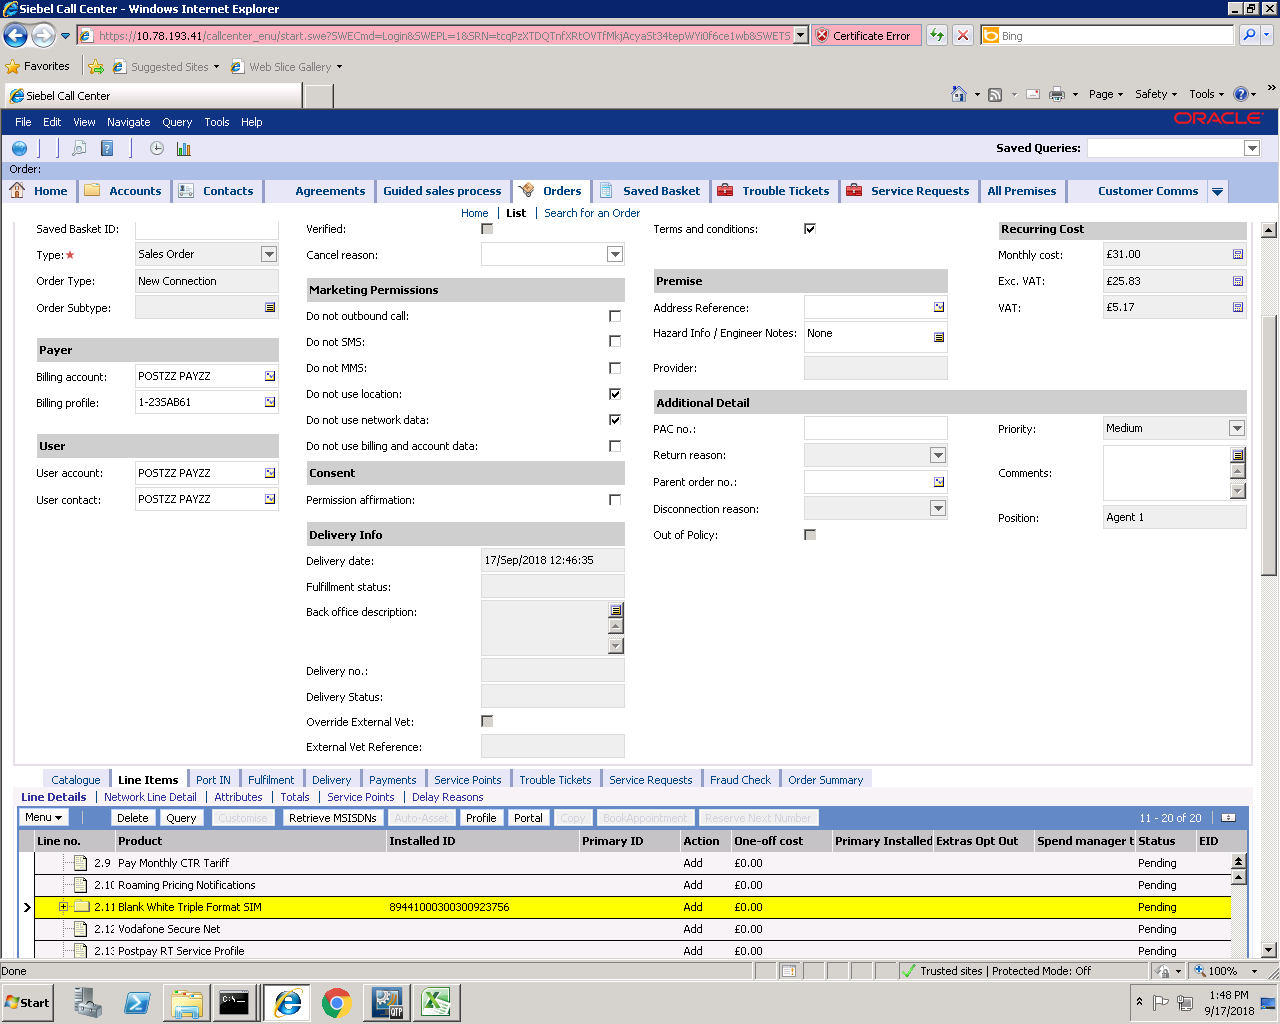 Siebel Call Center - Windows Internet Explorer
https://10.78.193.41/callcenter_enu/start.swe?SWECmd=Login&SWEPL=1&SRN=tcqPzXTDQTnfXRtOVTfMkjAcyaSt34tepWYi0f6ce1wb&SWETS Certificate Error Bing
Favorites Suggested Sites Web Slice Gallery
Siebel Call Center Page Safety Tools
File Edit View Navigate Query Tools Help ORACLE
Saved Queries:
Order:
Home Accounts Contacts Agreements Guided sales process Orders Saved Basket Trouble Tickets Service Requests All Premises Customer Comms
Home | List | Search for an Order
Saved Basket ID: Verified: Terms and conditions: Recurring Cost
Type: Sales Order Cancel reason: Monthly cost: £31.00
Order Type: New Connection Marketing Permissions Premise Exc. VAT: £25.83
Order Subtype: Do not outbound call: Address Reference: VAT: £5.17
Do not SMS: Hazard Info / Engineer Notes: None
Payer
Billing account: POSTZZ PAYZZ Do not MMS: Provider:
Billing profile: 1-23SAB61 Do not use location: Additional Detail
Do not use network data: PAC no.: Priority: Medium
User Do not use billing and account data: Return reason:
User account: POSTZZ PAYZZ Consent Parent order no.: Comments:
User contact: POSTZZ PAYZZ Permission affirmation: Disconnection reason: Position: Agent 1
Delivery Info Out of Policy:
Delivery date: 17/Sep/2018 12:46:35
Fulfillment status:
Back office description:
Delivery no.:
Delivery Status:
Override External Vet:
External Vet Reference:
Catalogue Line Items Port IN Fulfilment Delivery Payments Service Points Trouble Tickets Service Requests Fraud Check Order Summary
Line Details | Network Line Detail | Attributes | Totals | Service Points | Delay Reasons
Menu Delete Query Customise Retrieve MSISDNs Auto-Asset Profile Portal Copy BookAppointment Reserve Next Number 11 - 20 of 20
Line no. Product Installed ID Primary ID Action One-off cost Primary Installed Extras Opt Out Spend manager t Status EID
2.9 Pay Monthly CTR Tariff Add £0.00 Pending
2.10 Roaming Pricing Notifications Add £0.00 Pending
2.11 Blank White Triple Format SIM 89441000300300923756 Add £0.00 Pending
2.12 Vodafone Secure Net Add £0.00 Pending
2.13 Postpay RT Service Profile Add £0.00 Pending
Done Trusted sites | Protected Mode: Off 100%
Start QTP 1:48 PM
9/17/2018